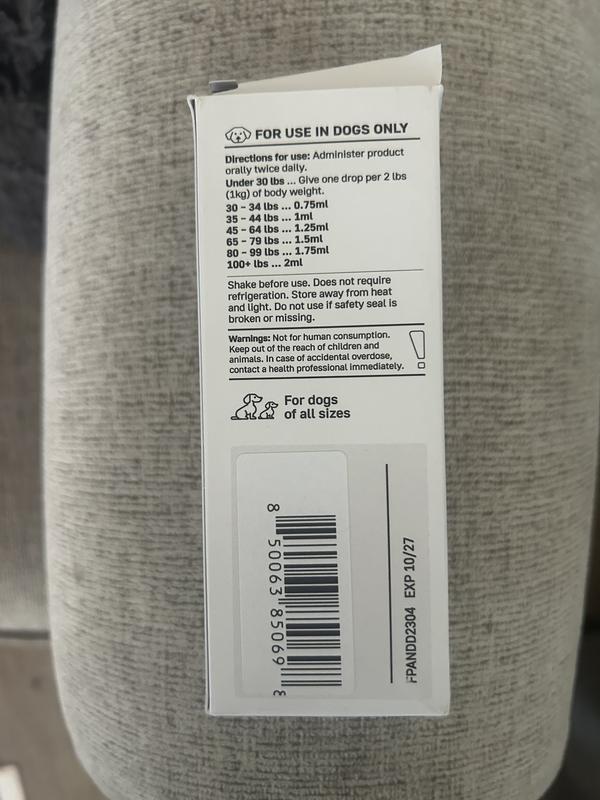 FOR USE IN DOGS ONLY
Directions for use: Administer product
orally twice daily.
Under 30 lbs ... Give one drop per 2 lbs
(1kg) of body weight.
30 - 34 lbs ... 0.75ml
35 - 44 lbs ... 1ml
45 - 64 lbs ... 1.25ml
65 - 79 lbs ... 1.5ml
80 - 99 lbs ... 1.75ml
100+ lbs ... 2ml
Shake before use. Does not require
refrigeration. Store away from heat
and light. Do not use if safety seal is
broken or missing.
Warnings: Not for human consumption.
Keep out of the reach of children and
animals. In case of accidental overdose,
contact a health professional immediately.
For dogs
of all sizes
8 50063 85069 8
FPANDD2304 EXP 10/27